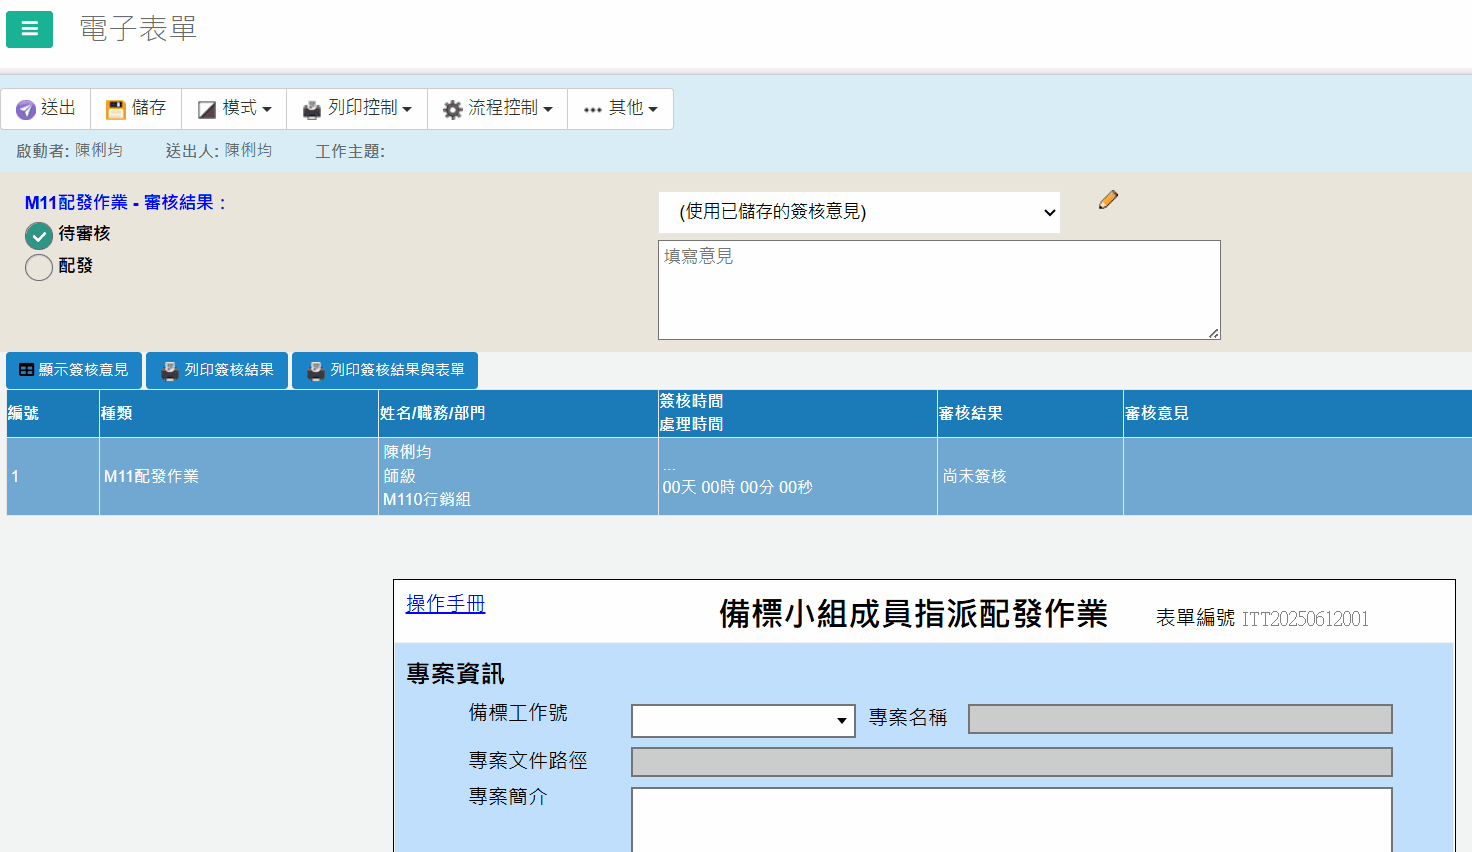 電子表單
送出 儲存 模式 列印控制 流程控制 其他
啟動者: 陳俐均 送出人: 陳俐均 工作主題:
M11配發作業 - 審核結果：
待審核
配發
(使用已儲存的簽核意見)
填寫意見
顯示簽核意見 列印簽核結果 列印簽核結果與表單
編號 種類 姓名/職務/部門 簽核時間 審核結果 審核意見
處理時間
1 M11配發作業 陳俐均 ... 尚未簽核
師級 00天 00時 00分 00秒
M110行銷組
操作手冊 備標小組成員指派配發作業 表單編號 ITT20250612001
專案資訊
備標工作號 專案名稱
專案文件路徑
專案簡介